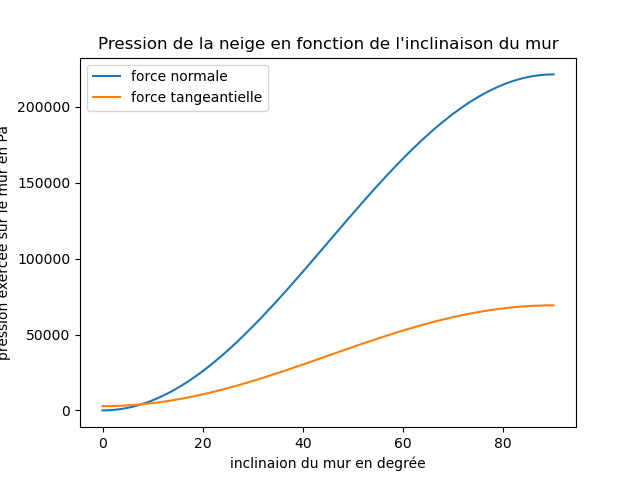 Pression de la neige en fonction de l'inclinaison du mur
force normale
force tangeantielle
200000
150000
100000
50000
0
pression exercée sur le mur en Pa
0 20 40 60 80
inclinaion du mur en degrée